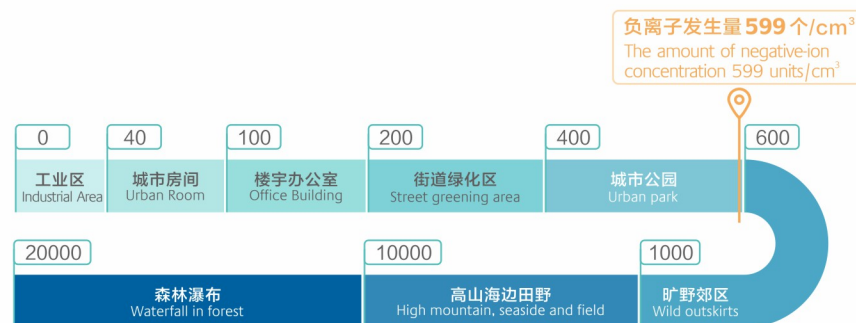 负离子发生量599个/cm³
The amount of negative-ion
concentration 599 units/cm³
0
40
100
200
400
600
工业区
Industrial Area
城市房间
Urban Room
楼宇办公室
Office Building
街道绿化区
Street greening area
城市公园
Urban park
20000
10000
1000
森林瀑布
Waterfall in forest
高山海边田野
High mountain, seaside and field
旷野郊区
Wild outskirts